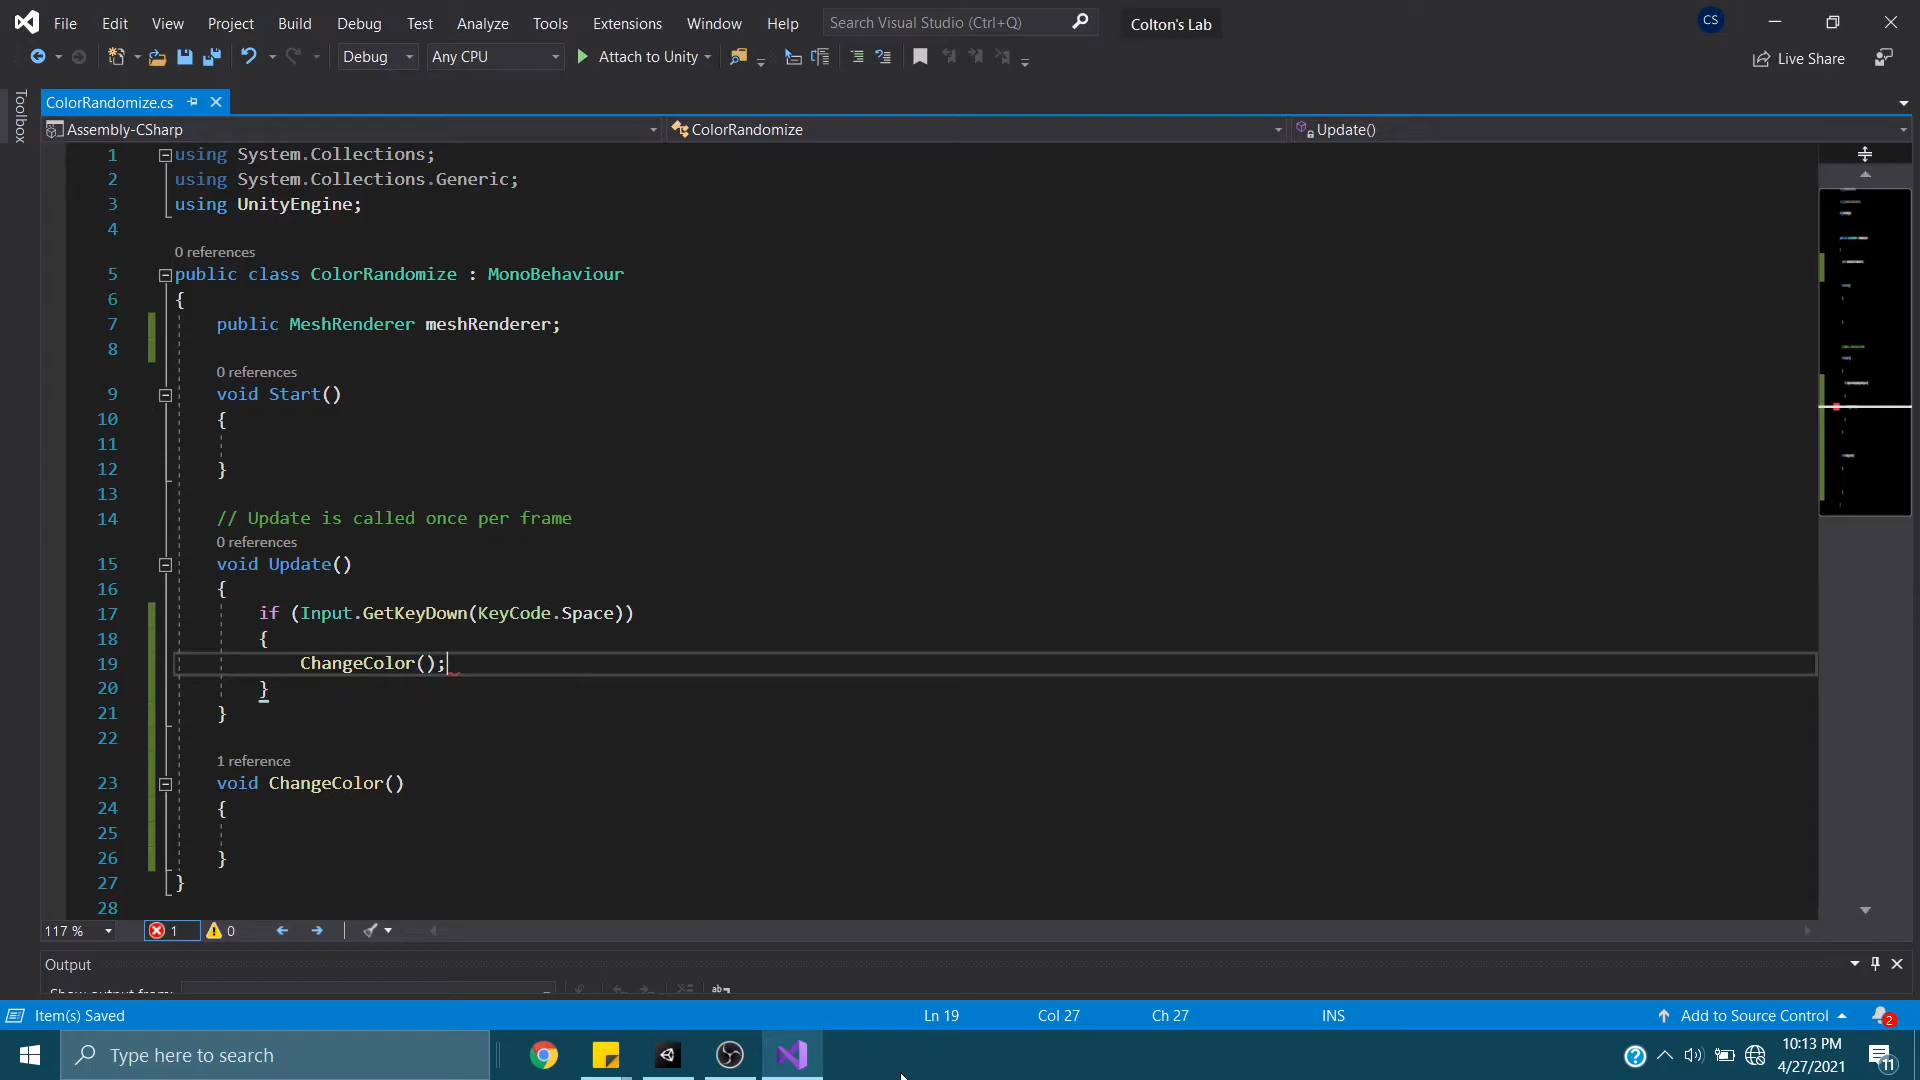 File Edit View Project Build Debug Test Analyze Tools Extensions Window Help Search Visual Studio (Ctrl+Q) Colton's Lab CS
Debug Any CPU Attach to Unity Live Share
Toolbox
ColorRandomize.cs
Assembly-CSharp ColorRandomize Update()
1 using System.Collections;
2 using System.Collections.Generic;
3 using UnityEngine;
4
0 references
5 public class ColorRandomize : MonoBehaviour
6 {
7 public MeshRenderer meshRenderer;
8
0 references
9 void Start()
10 {
11
12 }
13
14 // Update is called once per frame
0 references
15 void Update()
16 {
17 if (Input.GetKeyDown(KeyCode.Space))
18 {
19 ChangeColor();
20 }
21 }
22
1 reference
23 void ChangeColor()
24 {
25
26 }
27 }
28
117 % 1 0
Output
Show output from:
Item(s) Saved Ln 19 Col 27 Ch 27 INS Add to Source Control 2
Type here to search 10:13 PM
4/27/2021 11